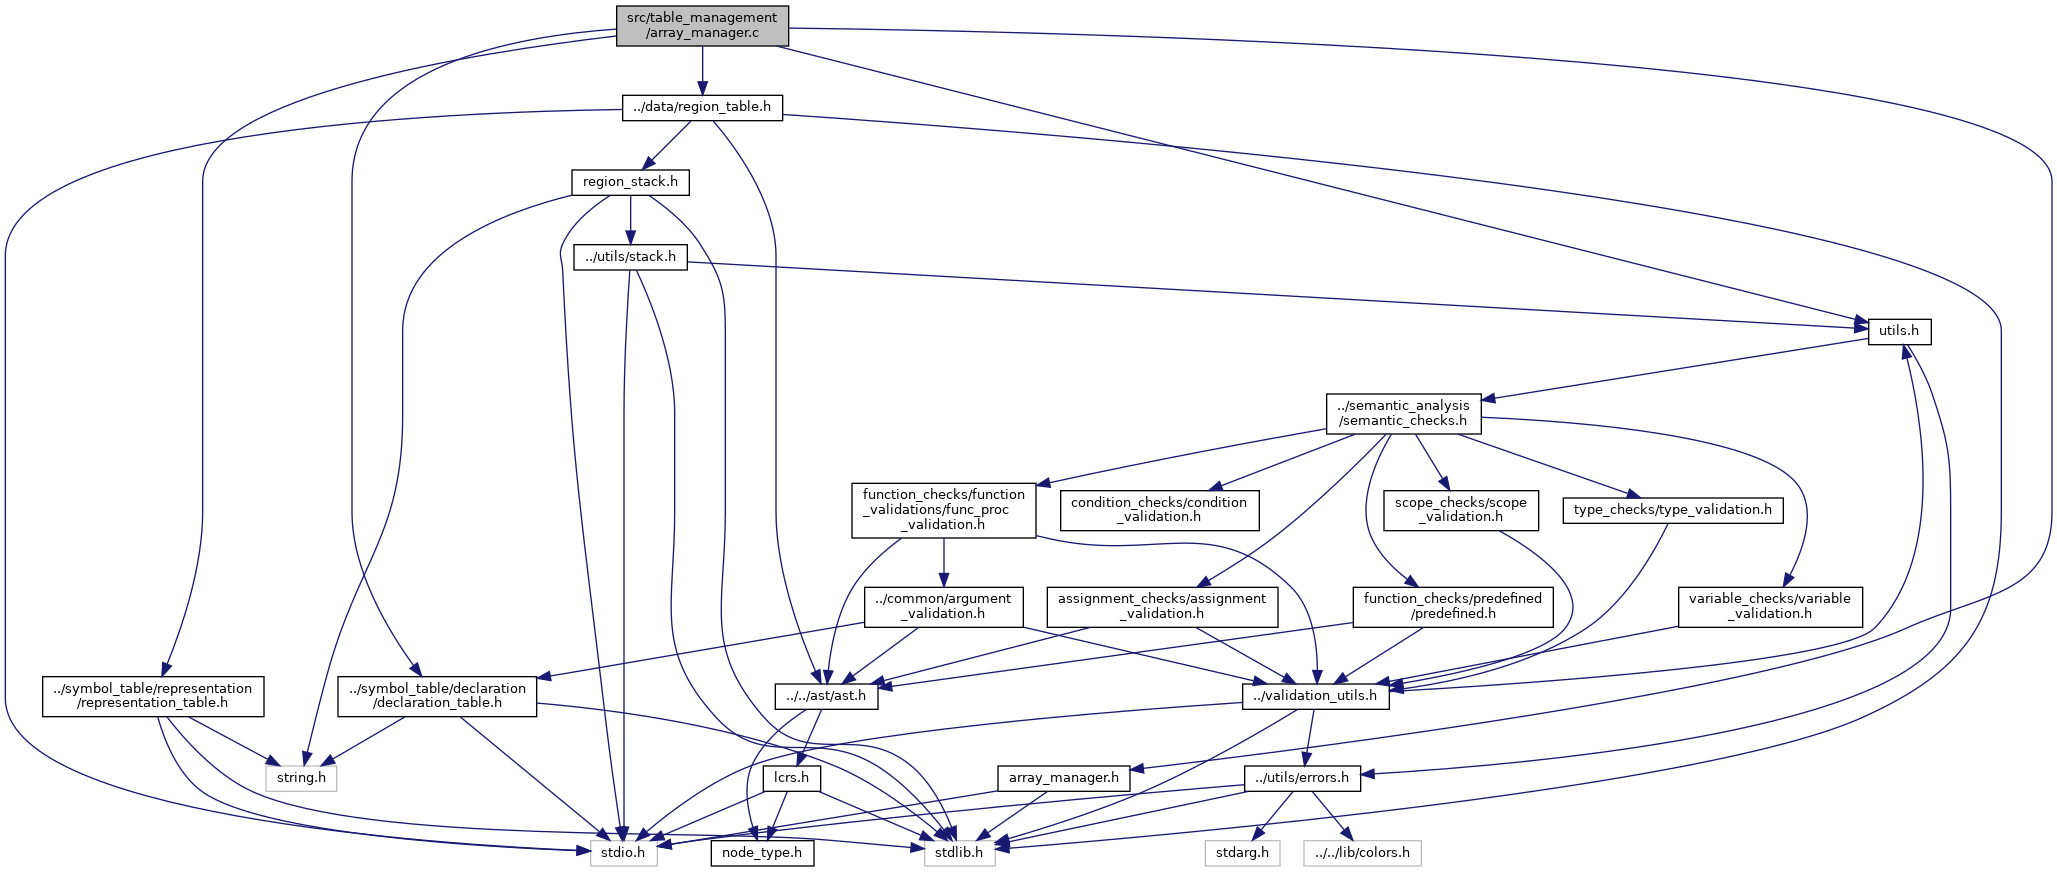 src/table_management
/array_manager.c
../data/region_table.h
region_stack.h
../utils/stack.h
utils.h
../semantic_analysis
/semantic_checks.h
function_checks/function
_validations/func_proc
_validation.h
condition_checks/condition
_validation.h
scope_checks/scope
_validation.h
type_checks/type_validation.h
../common/argument
_validation.h
assignment_checks/assignment
_validation.h
function_checks/predefined
/predefined.h
variable_checks/variable
_validation.h
../symbol_table/representation
/representation_table.h
../symbol_table/declaration
/declaration_table.h
../../ast/ast.h
../validation_utils.h
string.h
lcrs.h
array_manager.h
../utils/errors.h
stdio.h
node_type.h
stdlib.h
stdarg.h
../../lib/colors.h